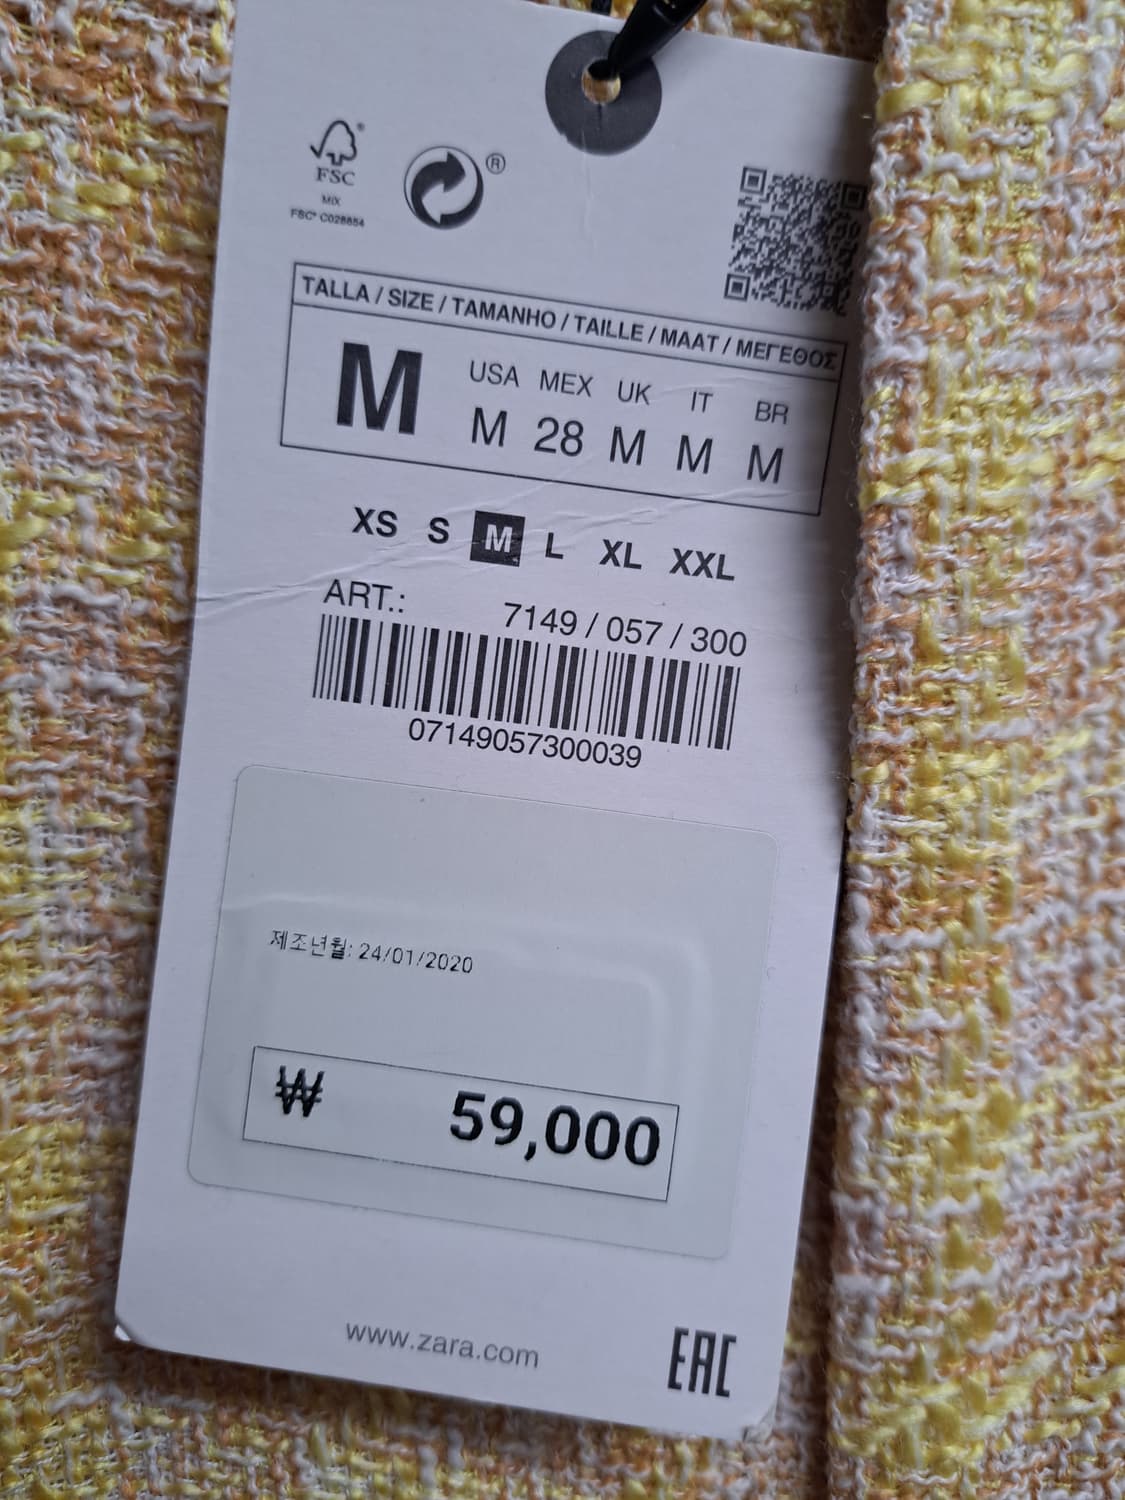 FSC
MIX
FSC® C028854
®
TALLA / SIZE / TAMANHO / TAILLE / MAAT / ΜΕΓΕΘΟΣ
M
USA MEX UK IT BR
M 28 M M M
XS S M L XL XXL
ART.: 7149 / 057 / 300
07149057300039
제조년월: 24/01/2020
₩ 59,000
www.zara.com
EAC